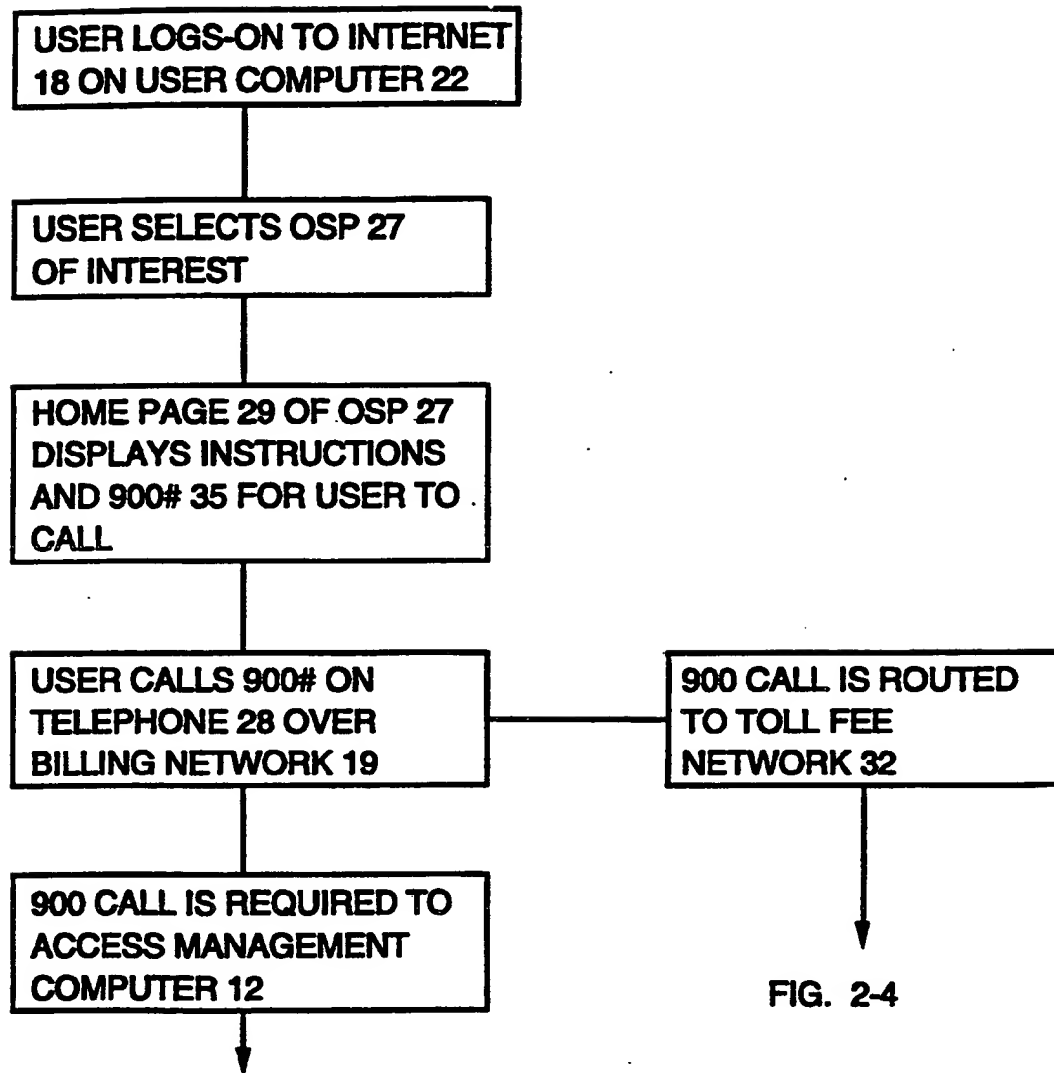 USER LOGS-ON TO INTERNET
18 ON USER COMPUTER 22
USER SELECTS OSP 27
OF INTEREST
HOME PAGE 29 OF OSP 27
DISPLAYS INSTRUCTIONS
AND 900# 35 FOR USER TO
CALL
USER CALLS 900# ON
TELEPHONE 28 OVER
BILLING NETWORK 19
900 CALL IS ROUTED
TO TOLL FEE
NETWORK 32
900 CALL IS REQUIRED TO
ACCESS MANAGEMENT
COMPUTER 12
FIG. 2-4